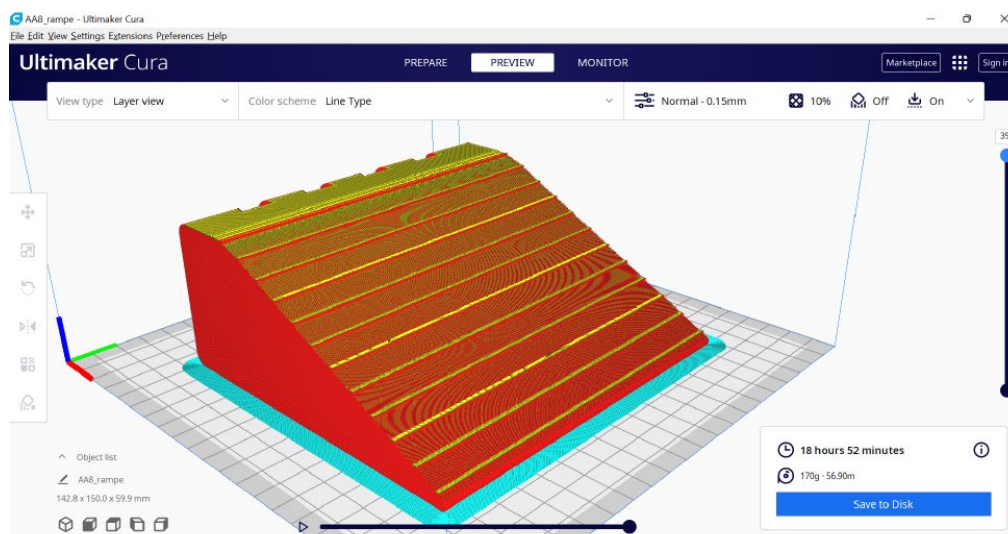 AA8_rampe - Ultimaker Cura
File Edit View Settings Extensions Preferences Help
Ultimaker Cura
PREPARE
PREVIEW
MONITOR
Marketplace
Sign in
View type Layer view
Color scheme Line Type
Normal - 0.15mm
10%
Off
On
Object list
AA8_rampe
142.8 x 150.0 x 59.9 mm
18 hours 52 minutes
170g · 56.90m
Save to Disk